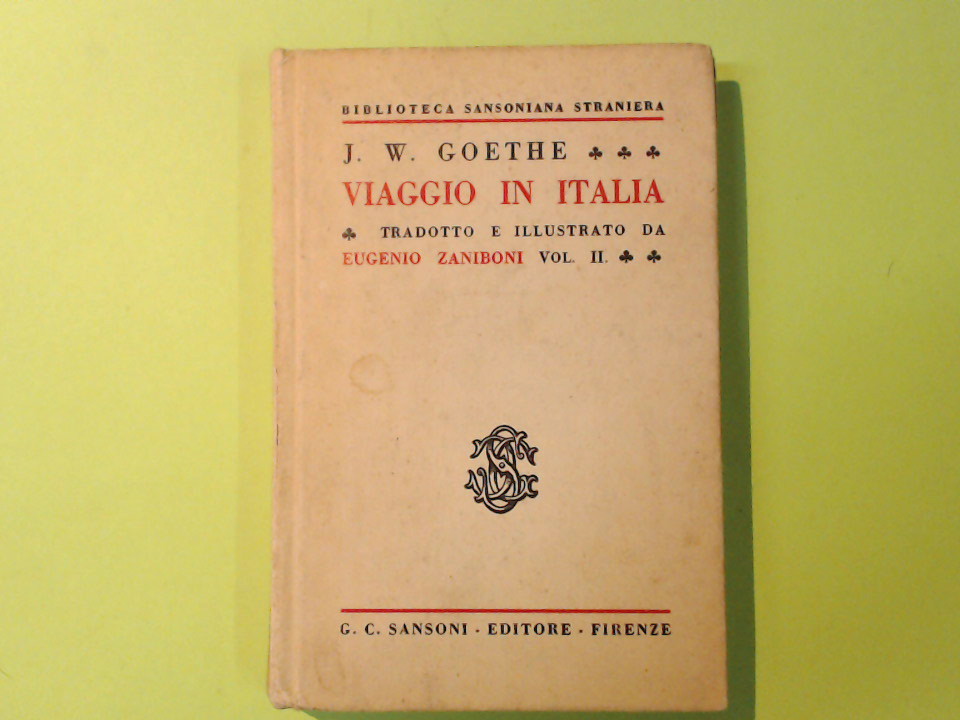 BIBLIOTECA SANSONIANA STRANIERA
J. W. GOETHE ♣ ♣ ♣
VIAGGIO IN ITALIA
♣ TRADOTTO E ILLUSTRATO DA
EUGENIO ZANIBONI VOL. II. ♣ ♣
G. C. SANSONI - EDITORE - FIRENZE